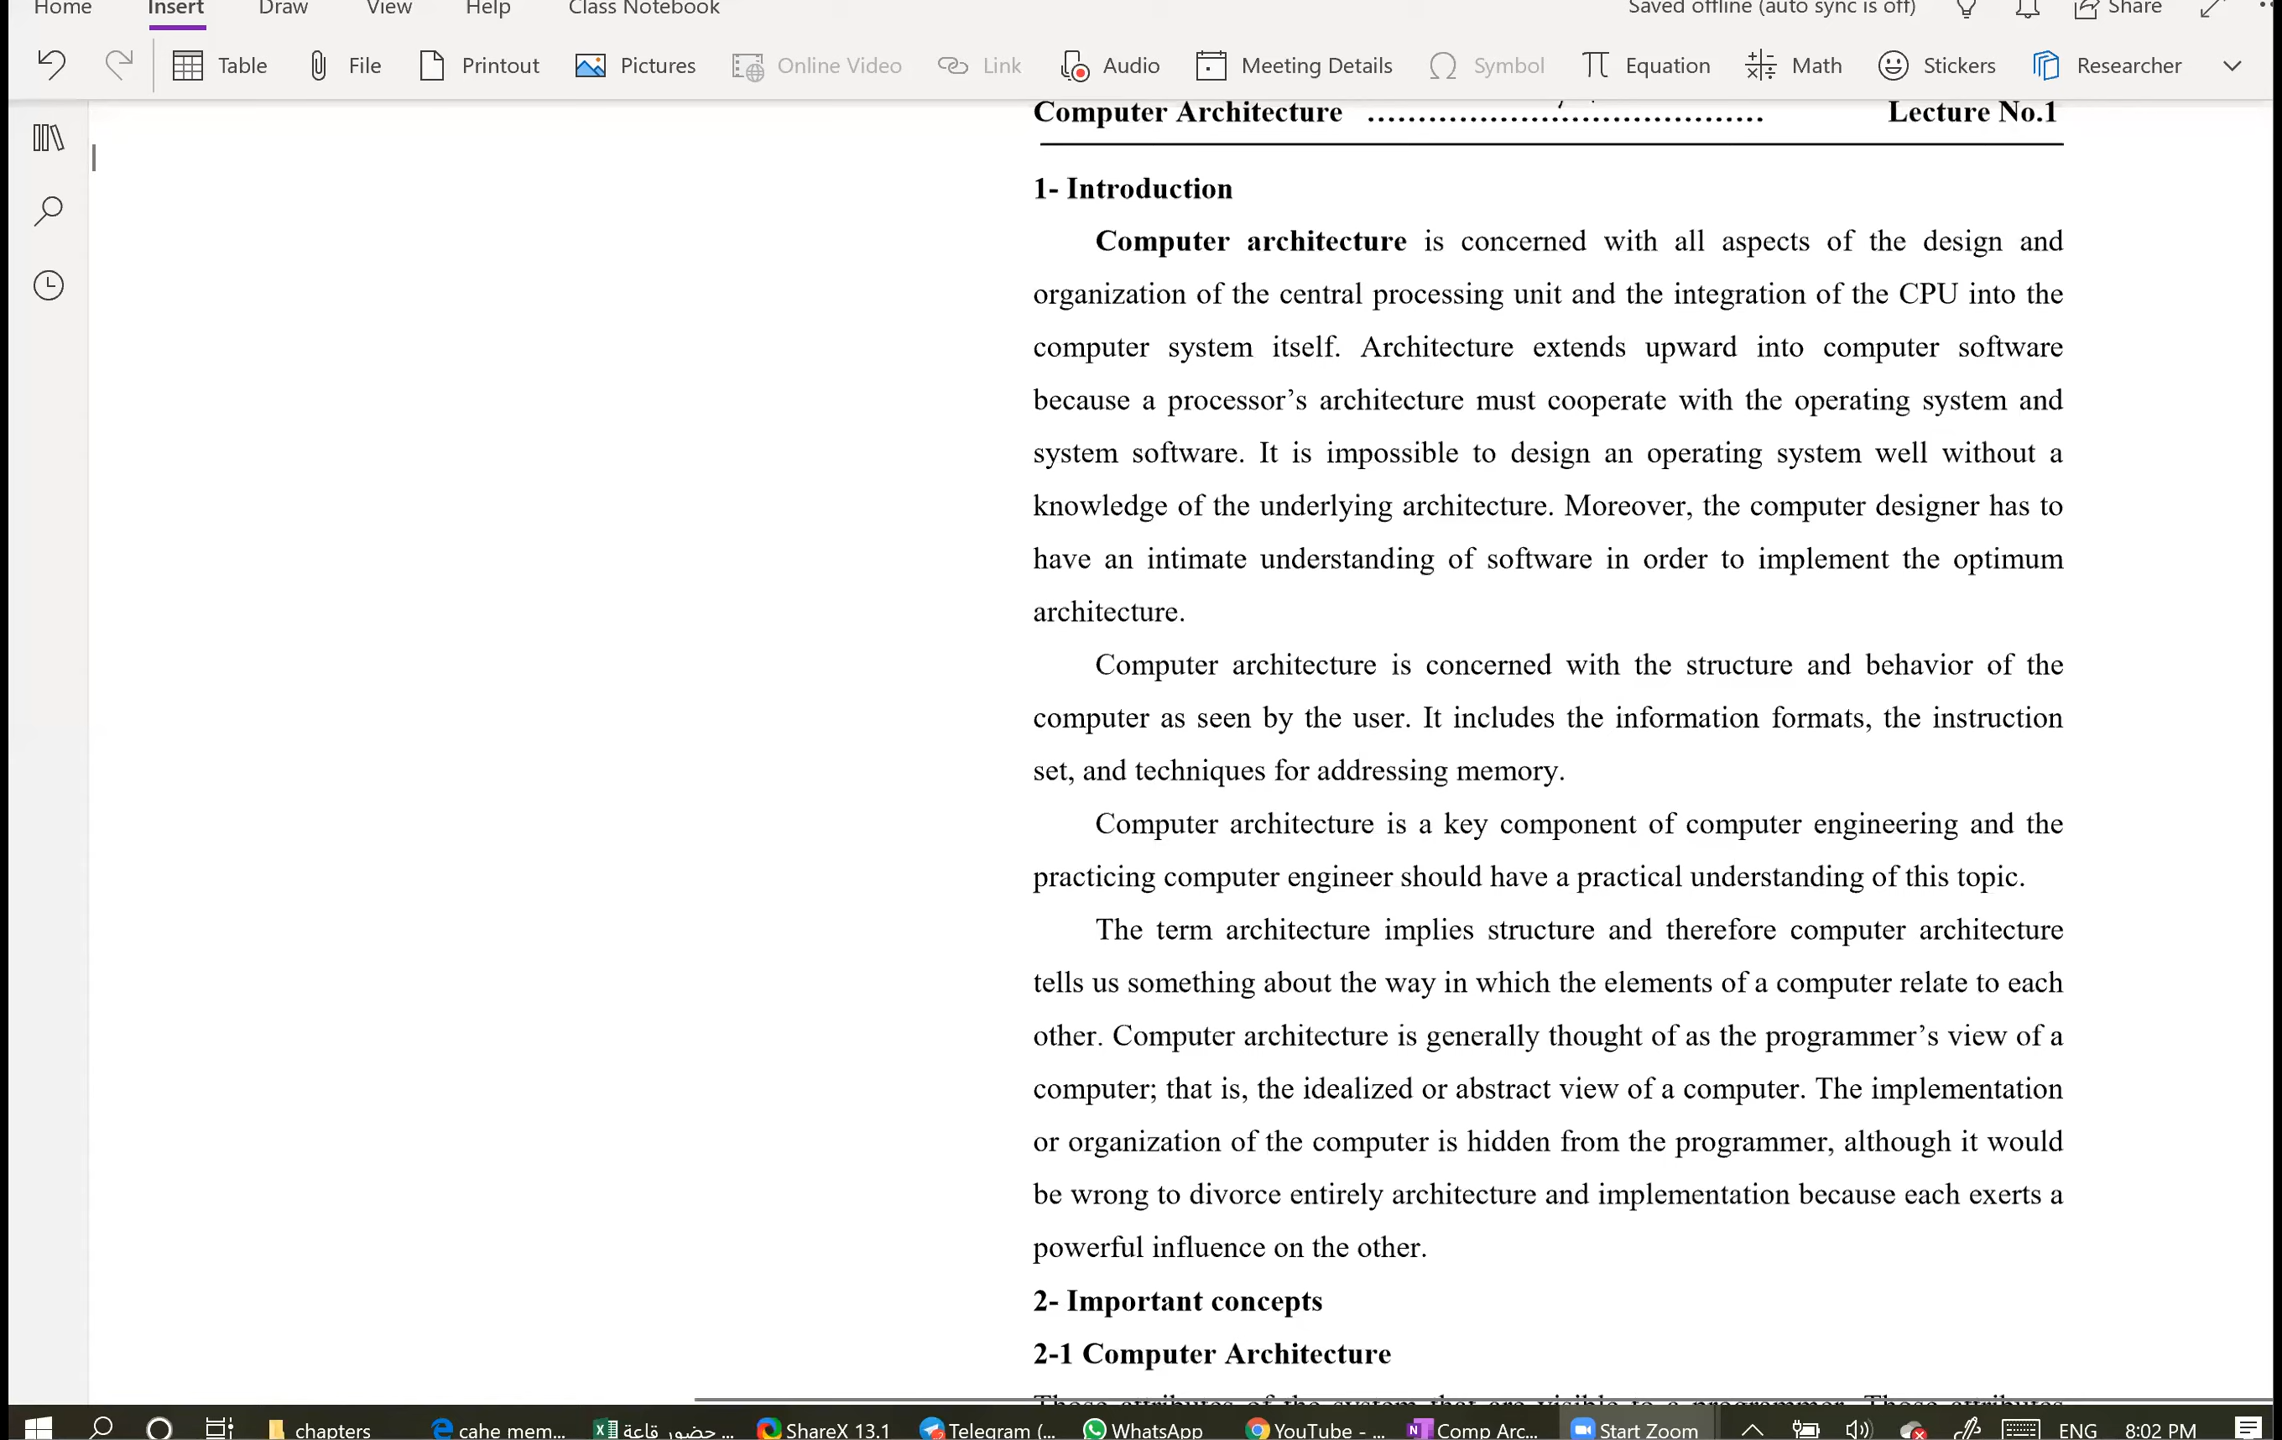 Home Insert Draw View Help Class Notebook Saved offline (auto sync is off) Share
Table File Printout Pictures Online Video Link Audio Meeting Details Symbol Equation Math Stickers Researcher
Computer Architecture ....................................... Lecture No.1
1- Introduction
Computer architecture is concerned with all aspects of the design and
organization of the central processing unit and the integration of the CPU into the
computer system itself. Architecture extends upward into computer software
because a processor’s architecture must cooperate with the operating system and
system software. It is impossible to design an operating system well without a
knowledge of the underlying architecture. Moreover, the computer designer has to
have an intimate understanding of software in order to implement the optimum
architecture.
Computer architecture is concerned with the structure and behavior of the
computer as seen by the user. It includes the information formats, the instruction
set, and techniques for addressing memory.
Computer architecture is a key component of computer engineering and the
practicing computer engineer should have a practical understanding of this topic.
The term architecture implies structure and therefore computer architecture
tells us something about the way in which the elements of a computer relate to each
other. Computer architecture is generally thought of as the programmer’s view of a
computer; that is, the idealized or abstract view of a computer. The implementation
or organization of the computer is hidden from the programmer, although it would
be wrong to divorce entirely architecture and implementation because each exerts a
powerful influence on the other.
2- Important concepts
2-1 Computer Architecture
Those attributes of the system that are visible to a programmer. Those attributes
chapters cahe mem... حضور قاعة ... ShareX 13.1 Telegram (... WhatsApp YouTube - ... Comp Arc... Start Zoom ENG 8:02 PM